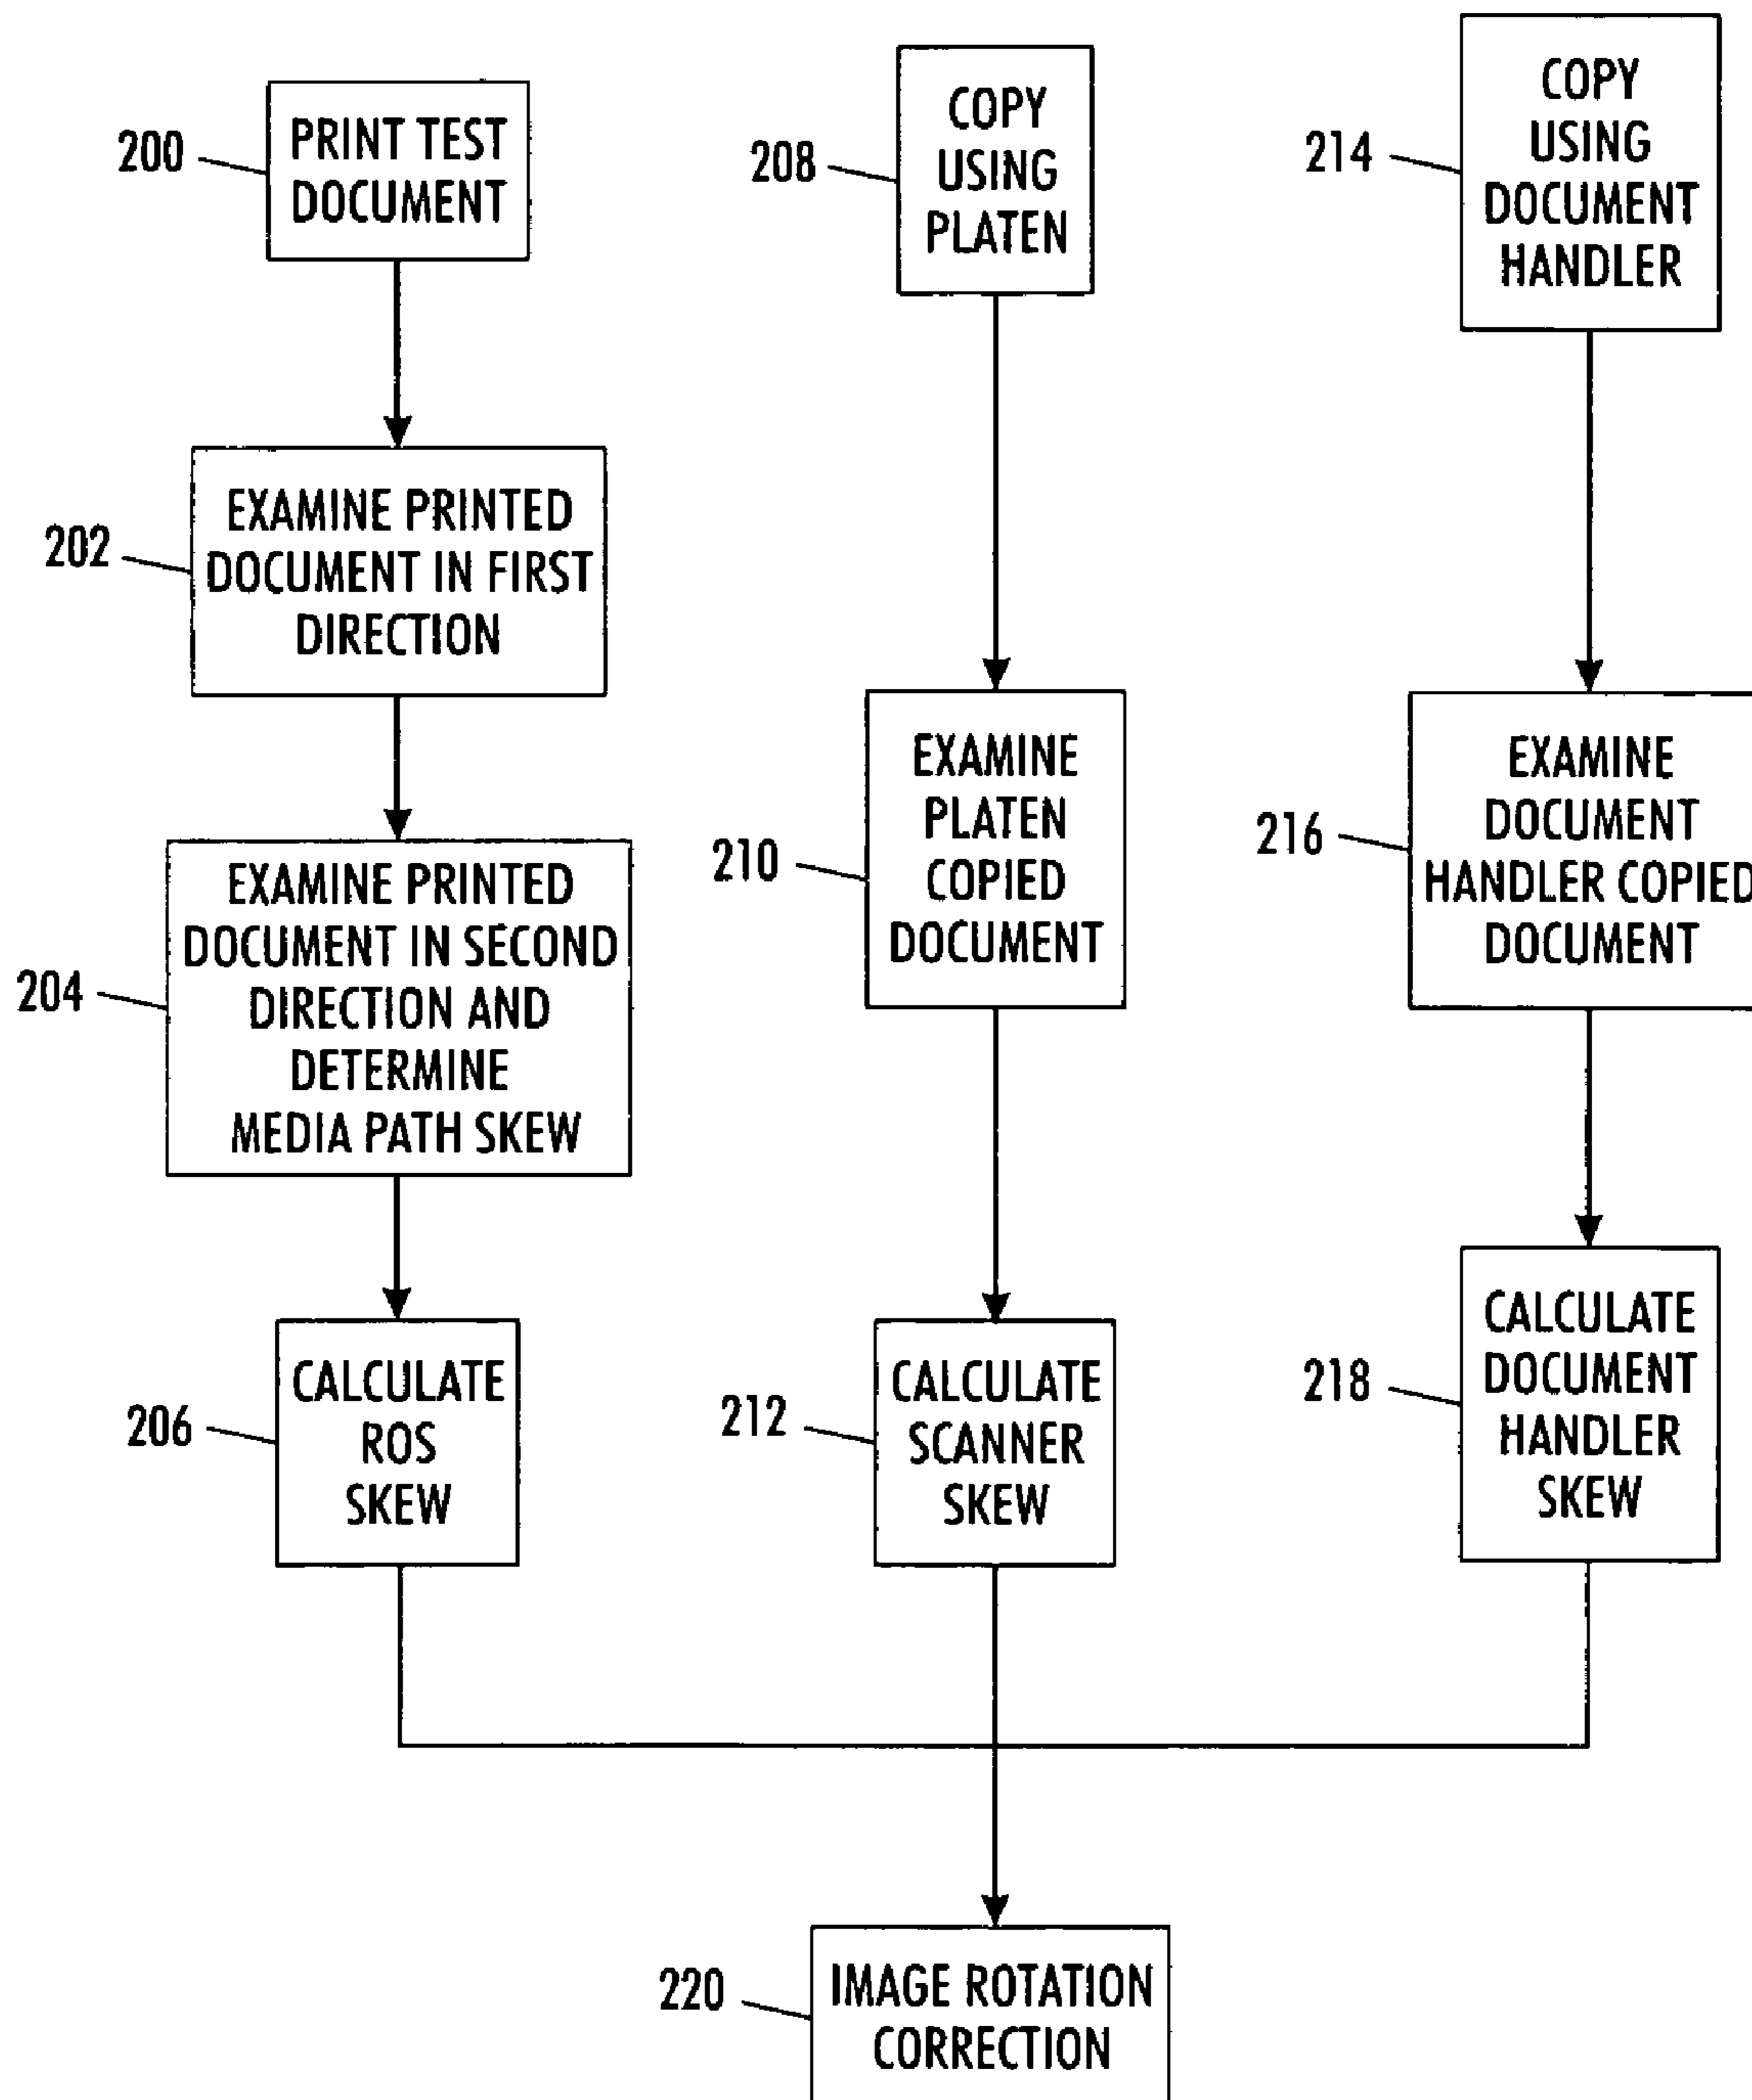 200
PRINT TEST
DOCUMENT
202
EXAMINE PRINTED
DOCUMENT IN FIRST
DIRECTION
204
EXAMINE PRINTED
DOCUMENT IN SECOND
DIRECTION AND
DETERMINE
MEDIA PATH SKEW
206
CALCULATE
ROS
SKEW
208
COPY
USING
PLATEN
210
EXAMINE
PLATEN
COPIED
DOCUMENT
212
CALCULATE
SCANNER
SKEW
214
COPY
USING
DOCUMENT
HANDLER
216
EXAMINE
DOCUMENT
HANDLER COPIED
DOCUMENT
218
CALCULATE
DOCUMENT
HANDLER
SKEW
220
IMAGE ROTATION
CORRECTION